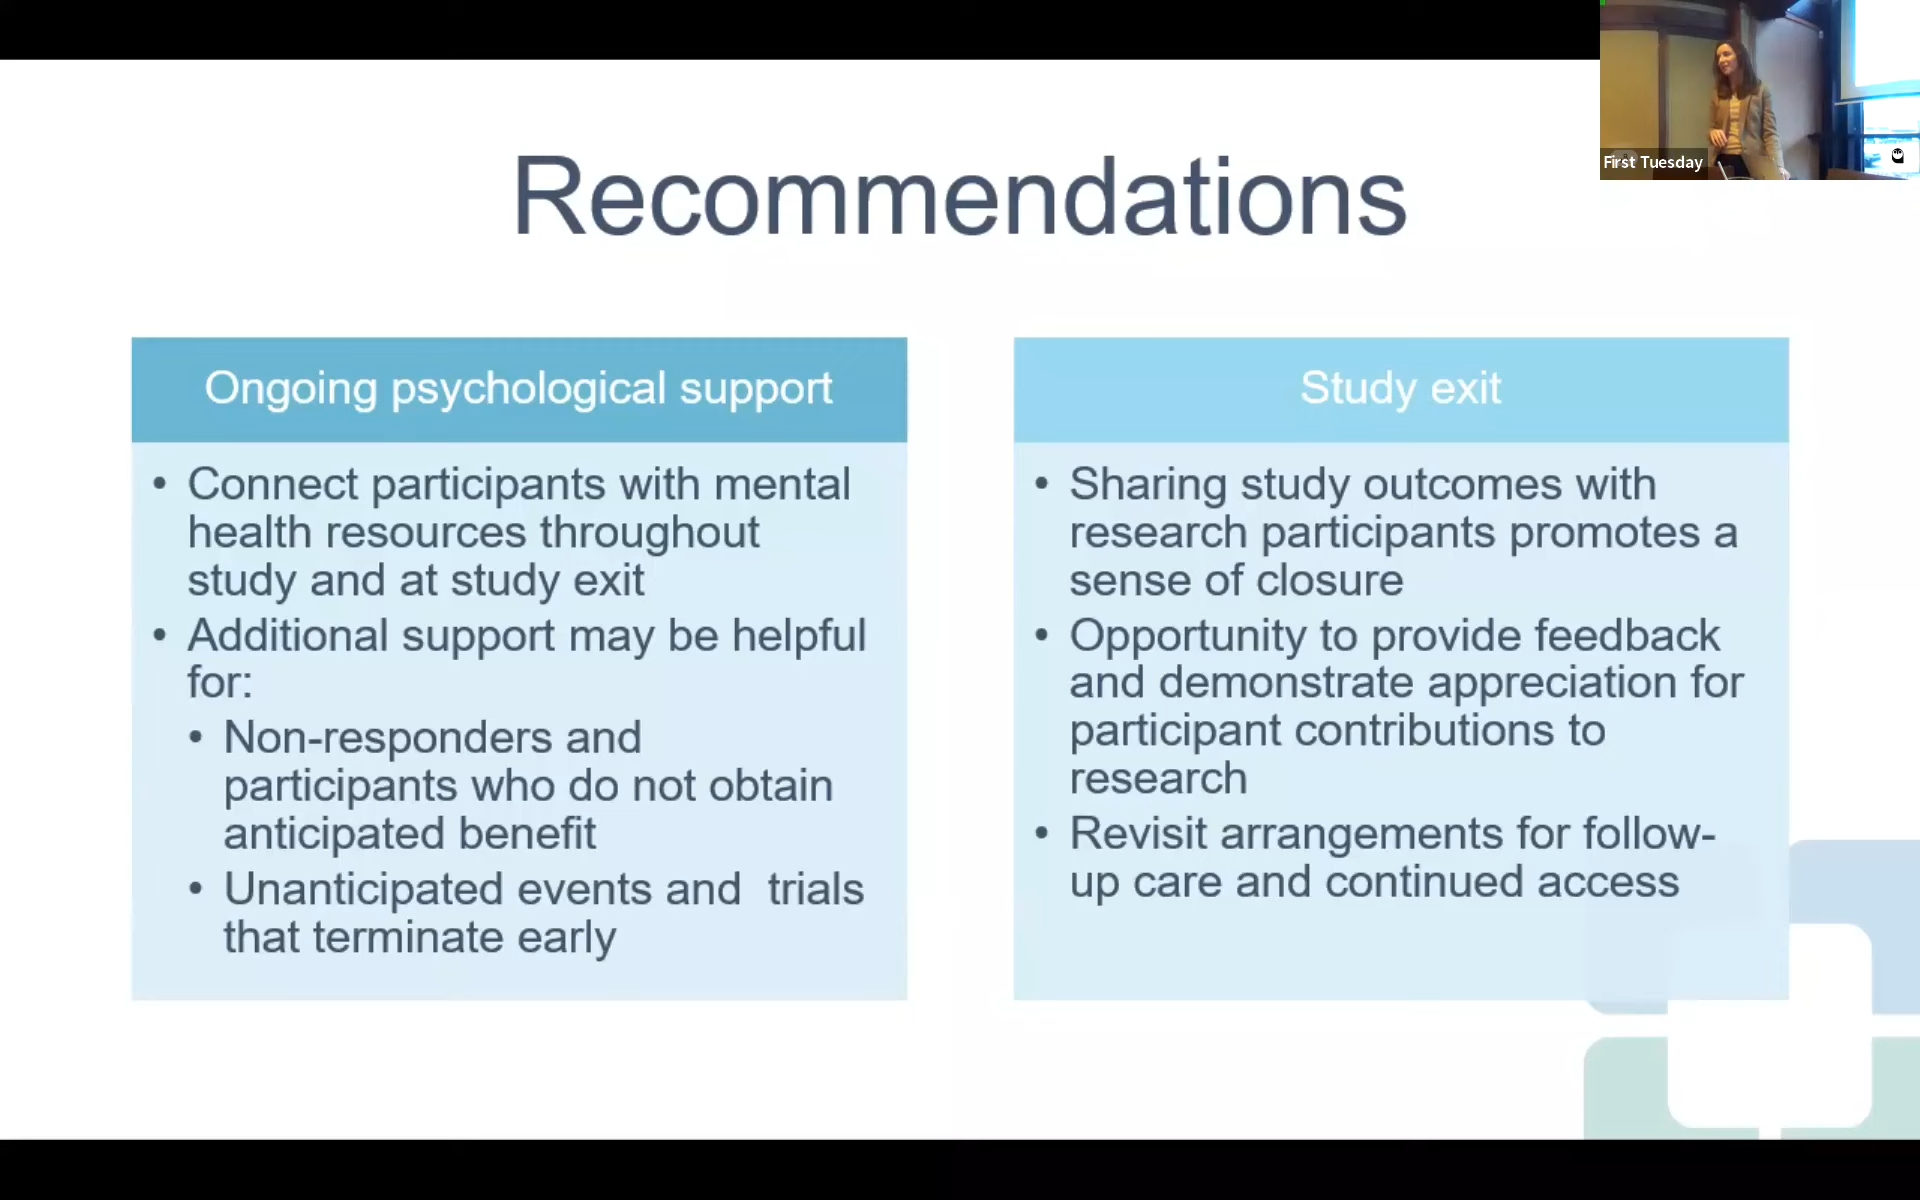 First Tuesday
Recommendations
Ongoing psychological support
• Connect participants with mental
health resources throughout
study and at study exit
• Additional support may be helpful
for:
• Non-responders and
participants who do not obtain
anticipated benefit
• Unanticipated events and  trials
that terminate early
Study exit
• Sharing study outcomes with
research participants promotes a
sense of closure
• Opportunity to provide feedback
and demonstrate appreciation for
participant contributions to
research
• Revisit arrangements for follow-
up care and continued access